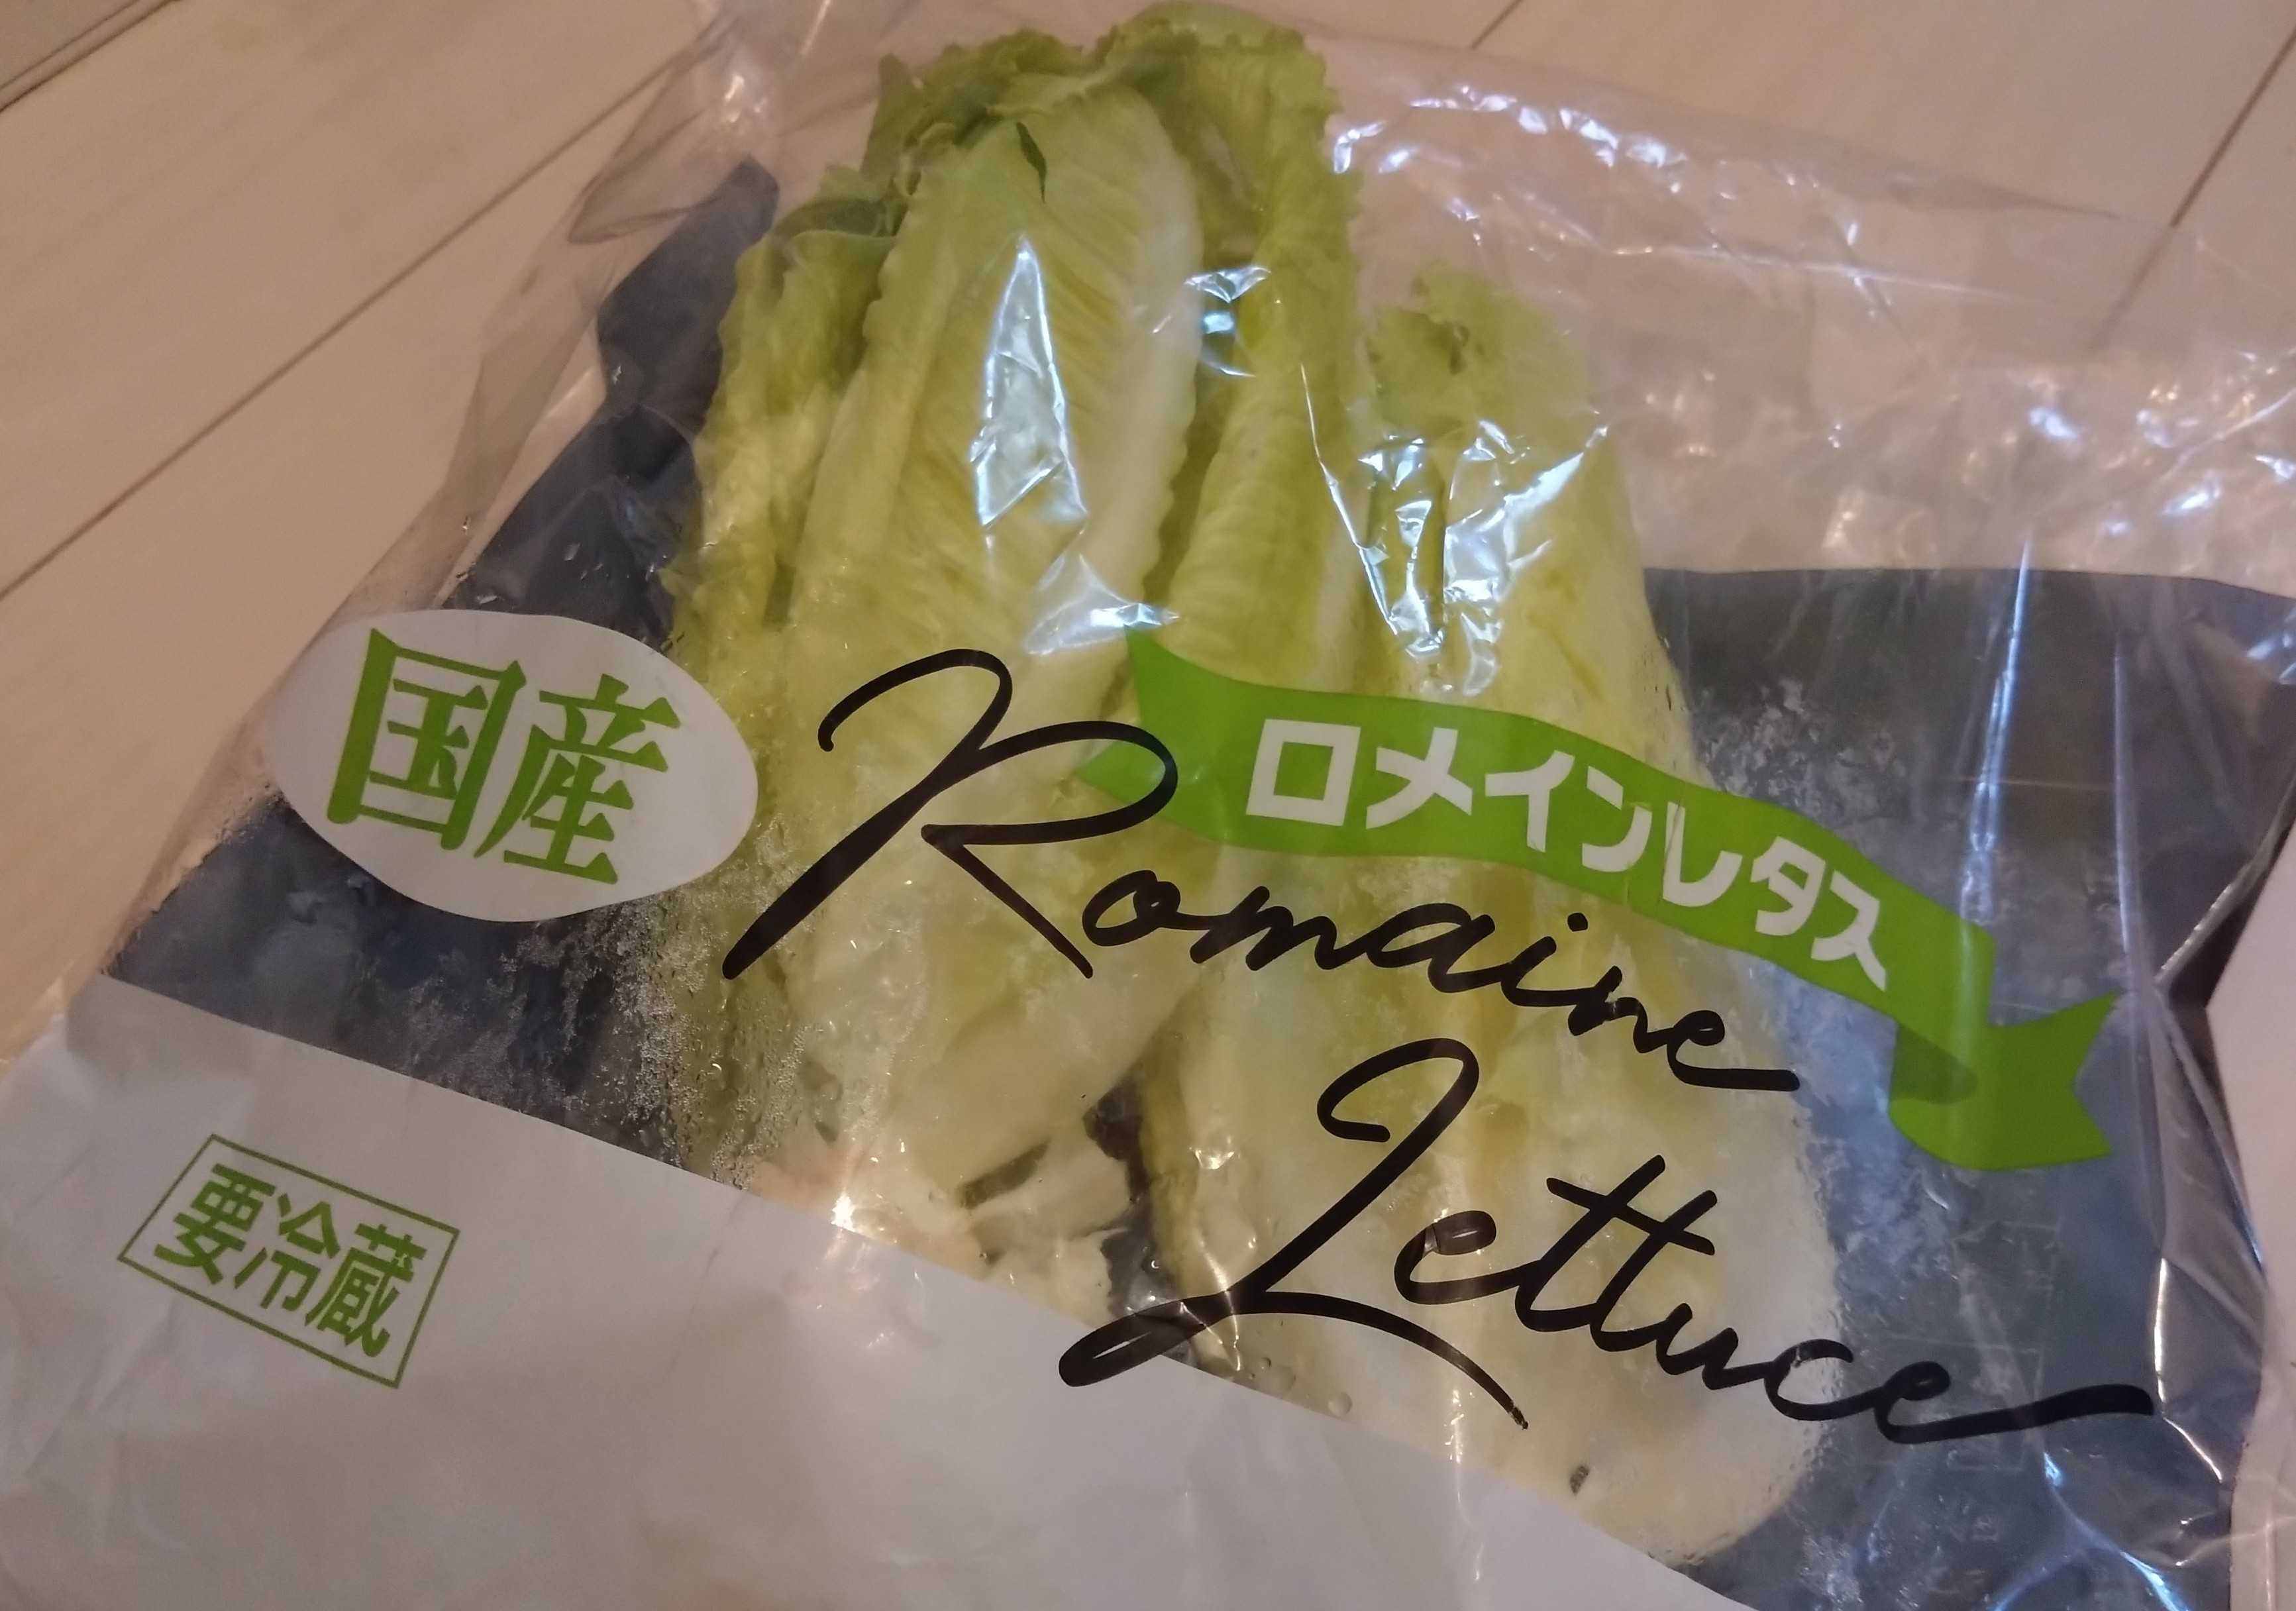 国産
ロメインレタス
Romaine
Lettuce
要冷蔵